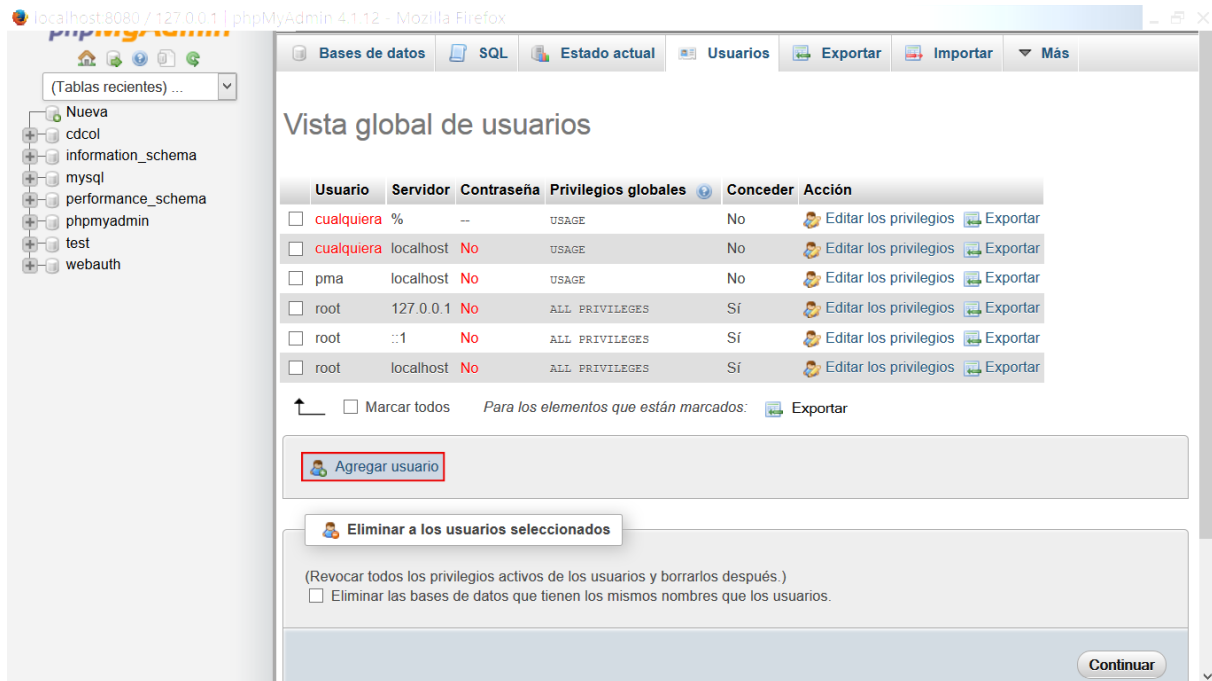 localhost:8080 / 127.0.0.1 | phpMyAdmin 4.1.12 - Mozilla Firefox
phpMyAdmin
(Tablas recientes) ...
Nueva
cdcol
information_schema
mysql
performance_schema
phpmyadmin
test
webauth
Bases de datos SQL Estado actual Usuarios Exportar Importar Más
Vista global de usuarios
Usuario Servidor Contraseña Privilegios globales Conceder Acción
cualquiera % -- USAGE No Editar los privilegios Exportar
cualquiera localhost No USAGE No Editar los privilegios Exportar
pma localhost No USAGE No Editar los privilegios Exportar
root 127.0.0.1 No ALL PRIVILEGES Sí Editar los privilegios Exportar
root ::1 No ALL PRIVILEGES Sí Editar los privilegios Exportar
root localhost No ALL PRIVILEGES Sí Editar los privilegios Exportar
Marcar todos Para los elementos que están marcados: Exportar
Agregar usuario
Eliminar a los usuarios seleccionados
(Revocar todos los privilegios activos de los usuarios y borrarlos después.)
Eliminar las bases de datos que tienen los mismos nombres que los usuarios.
Continuar